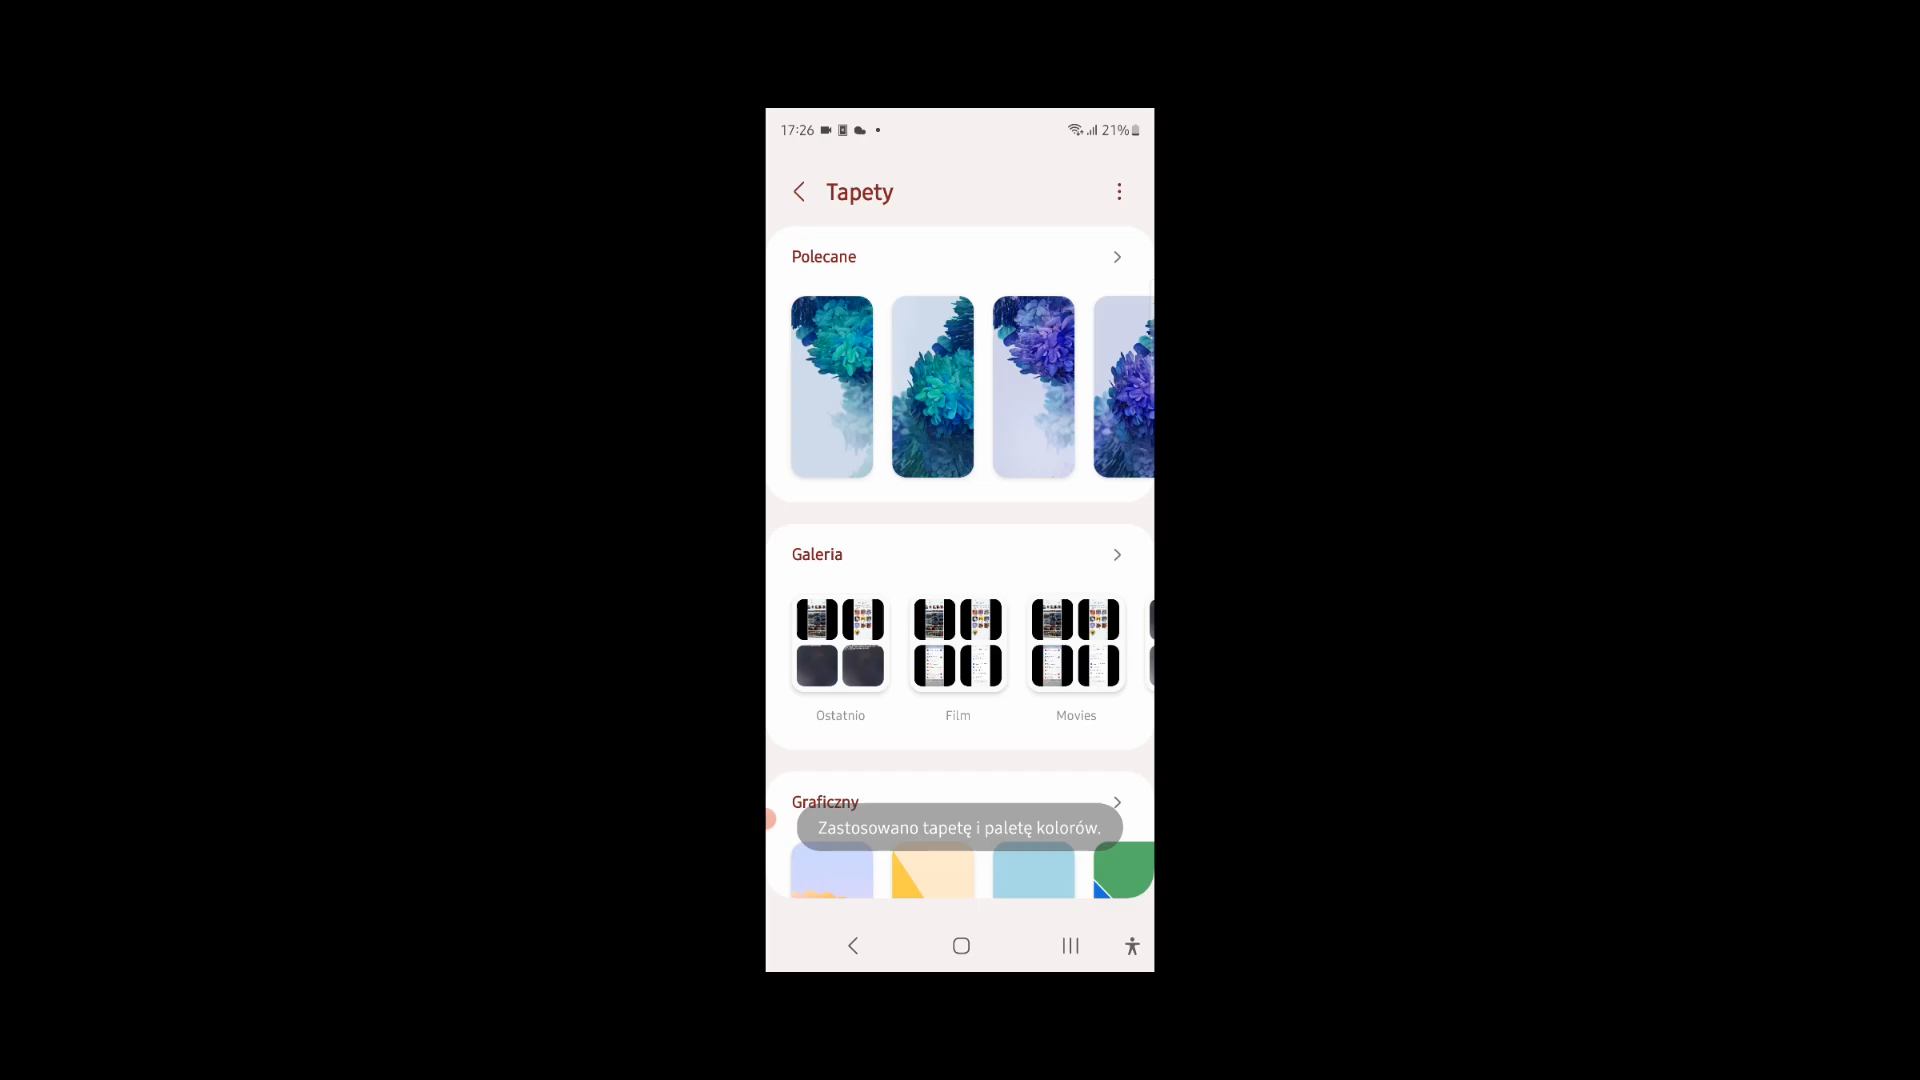 17:26
21%
Tapety
Polecane
Galeria
Ostatnio
Film
Movies
Graficzny
Zastosowano tapetę i paletę kolorów.